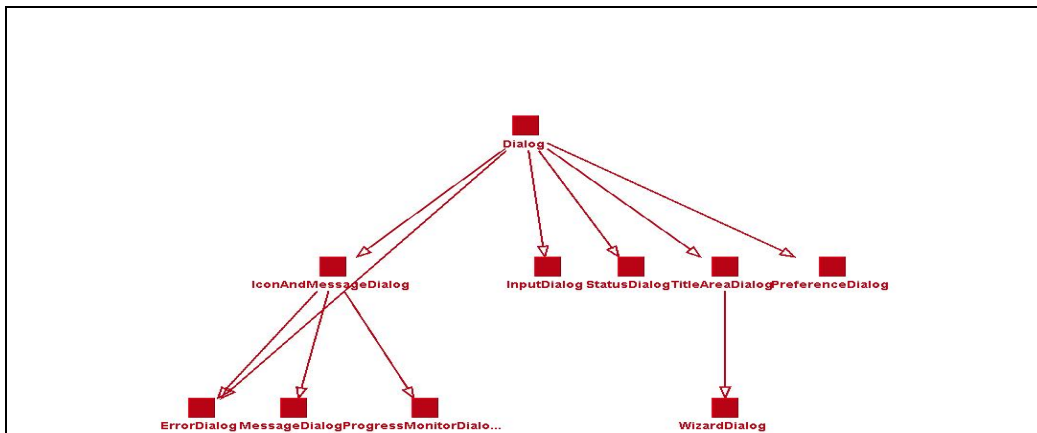 Dialog
IconAndMessageDialog InputDialog StatusDialog TitleAreaDialog PreferenceDialog
ErrorDialog MessageDialog ProgressMonitorDialo... WizardDialog